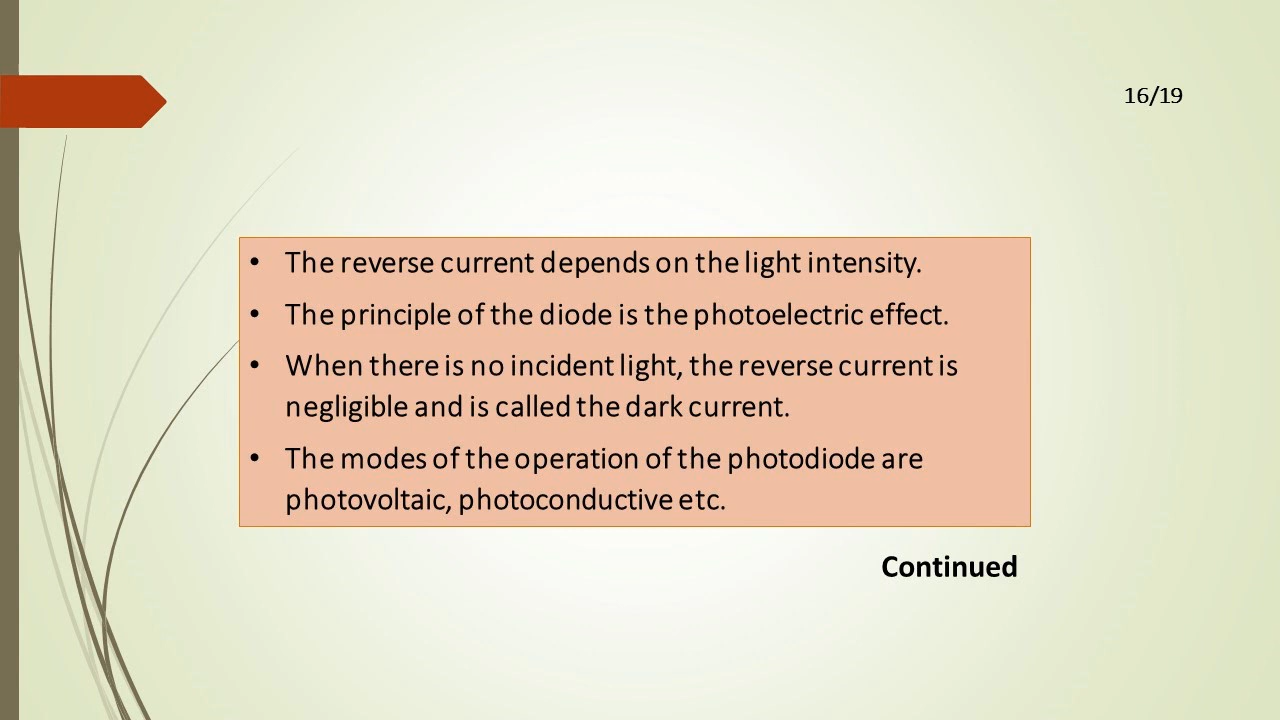 16/19
• The reverse current depends on the light intensity.
• The principle of the diode is the photoelectric effect.
• When there is no incident light, the reverse current is
negligible and is called the dark current.
• The modes of the operation of the photodiode are
photovoltaic, photoconductive etc.
Continued